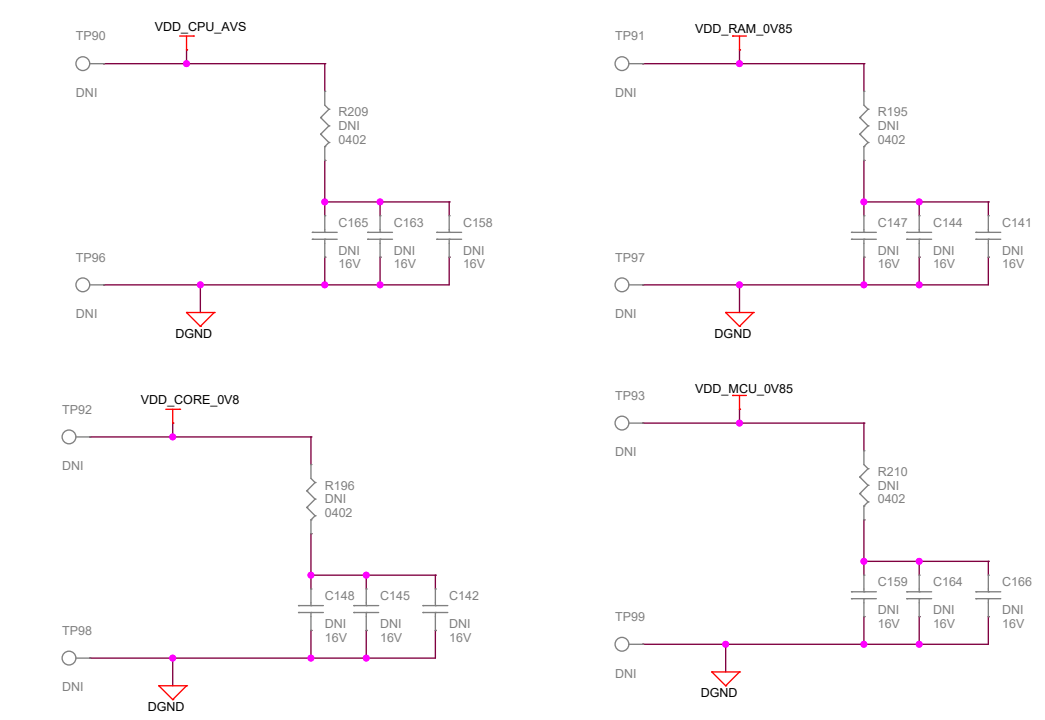 VDD_CPU_AVS
TP90
DNI
R209
DNI
0402
C165
DNI
16V
C163
DNI
16V
C158
DNI
16V
TP96
DNI
DGND
VDD_RAM_0V85
TP91
DNI
R195
DNI
0402
C147
DNI
16V
C144
DNI
16V
C141
DNI
16V
TP97
DNI
DGND
VDD_CORE_0V8
TP92
DNI
R196
DNI
0402
C148
DNI
16V
C145
DNI
16V
C142
DNI
16V
TP98
DNI
DGND
VDD_MCU_0V85
TP93
DNI
R210
DNI
0402
C159
DNI
16V
C164
DNI
16V
C166
DNI
16V
TP99
DNI
DGND